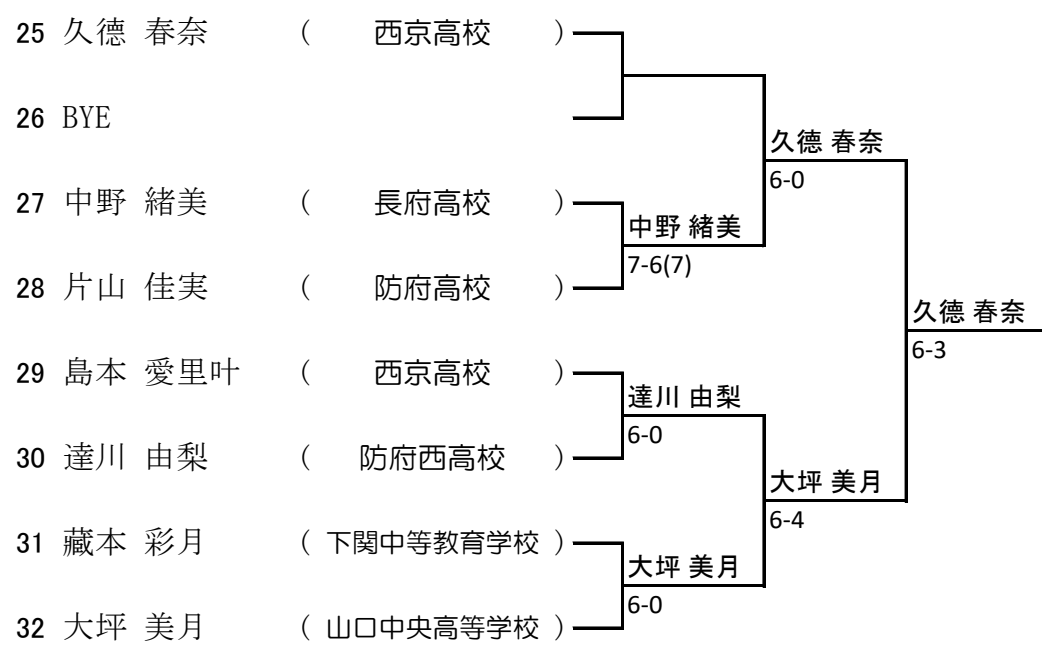 25 久德 春奈 ( 西京高校 )
26 BYE
久德 春奈
6-0
27 中野 緒美 ( 長府高校 )
中野 緒美
7-6(7)
28 片山 佳実 ( 防府高校 )
久德 春奈
6-3
29 島本 愛里叶 ( 西京高校 )
達川 由梨
6-0
30 達川 由梨 ( 防府西高校 )
大坪 美月
6-4
31 藏本 彩月 ( 下関中等教育学校 )
大坪 美月
6-0
32 大坪 美月 ( 山口中央高等学校 )